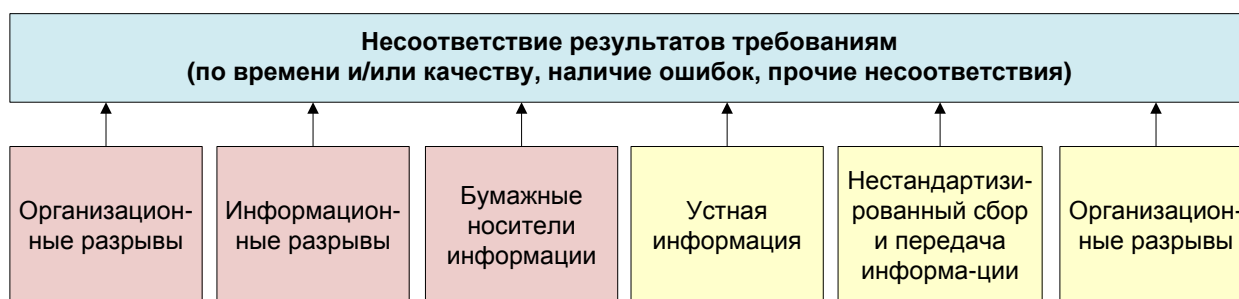 Несоответствие результатов требованиям
(по времени и/или качеству, наличие ошибок, прочие несоответствия)
Организацион-
ные разрывы
Информацион-
ные разрывы
Бумажные
носители
информации
Устная
информация
Нестандартизи-
рованный сбор
и передача
информа-ции
Организацион-
ные разрывы